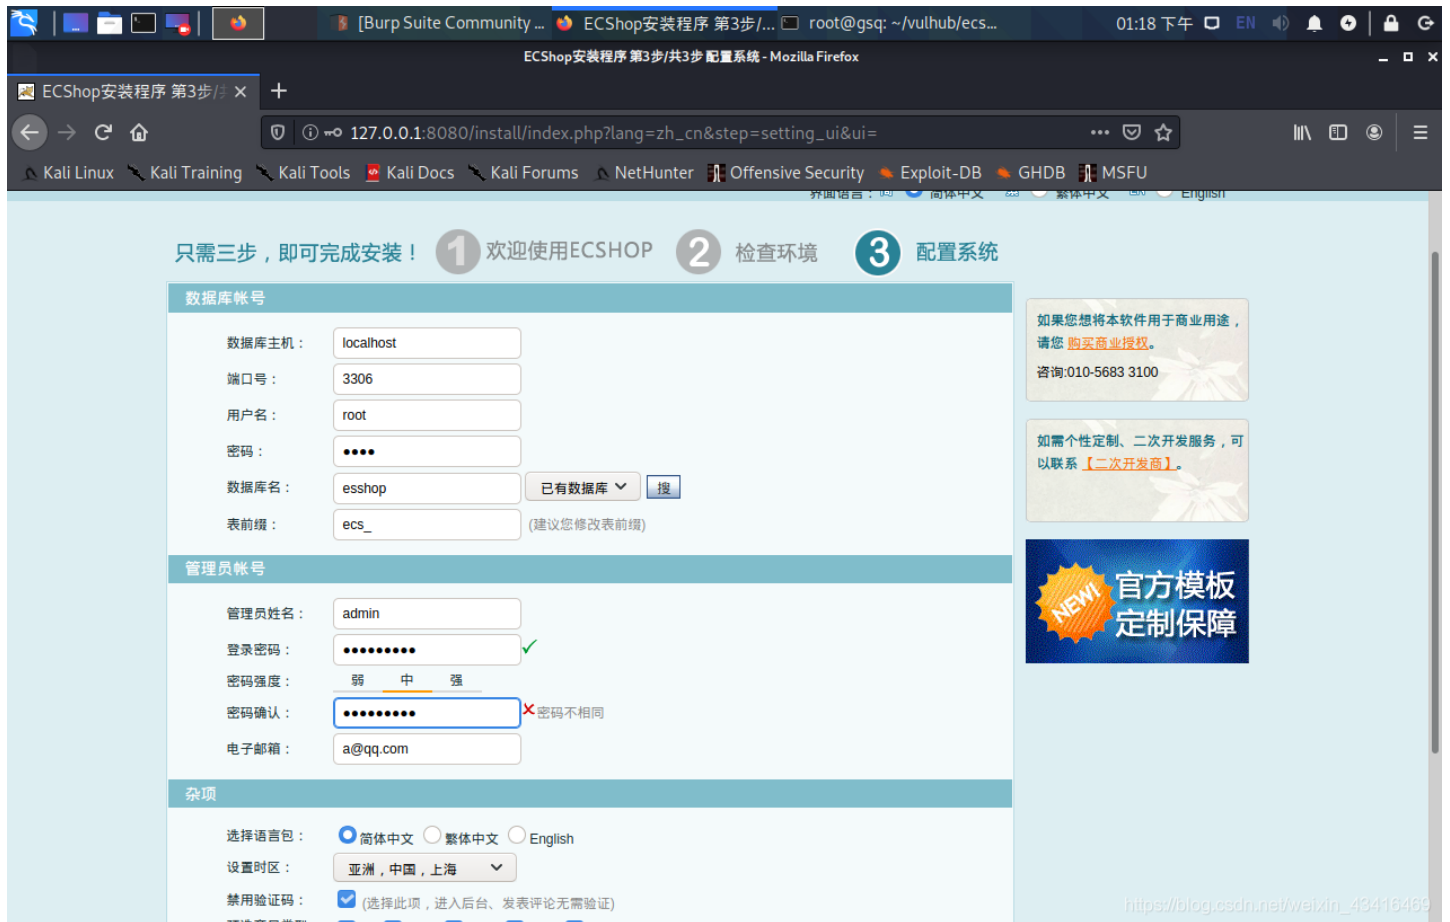 [Burp Suite Community ... ECShop安装程序 第3步/... root@gsq: ~/vulhub/ecs... 01:18 下午 EN
ECShop安装程序 第3步/共3步 配置系统 - Mozilla Firefox
ECShop安装程序 第3步/
127.0.0.1:8080/install/index.php?lang=zh_cn&step=setting_ui&ui=
Kali Linux Kali Training Kali Tools Kali Docs Kali Forums NetHunter Offensive Security Exploit-DB GHDB MSFU
界面语言： 简体中文 繁体中文 English
只需三步，即可完成安装！ 1 欢迎使用ECSHOP 2 检查环境 3 配置系统
数据库帐号
数据库主机： localhost
端口号： 3306
用户名： root
密码： ••••
数据库名： esshop 已有数据库 搜
表前缀： ecs_ (建议您修改表前缀)
管理员帐号
管理员姓名： admin
登录密码： •••••••••
密码强度： 弱 中 强
密码确认： ••••••••• 密码不相同
电子邮箱： a@qq.com
杂项
选择语言包： 简体中文 繁体中文 English
设置时区： 亚洲，中国，上海
禁用验证码： (选择此项，进入后台、发表评论无需验证)
如果您想将本软件用于商业用途，
请您 购买商业授权。
咨询:010-5683 3100
如需个性定制、二次开发服务，可
以联系【二次开发商】。
NEW!
官方模板
定制保障
https://blog.csdn.net/weixin_43416469